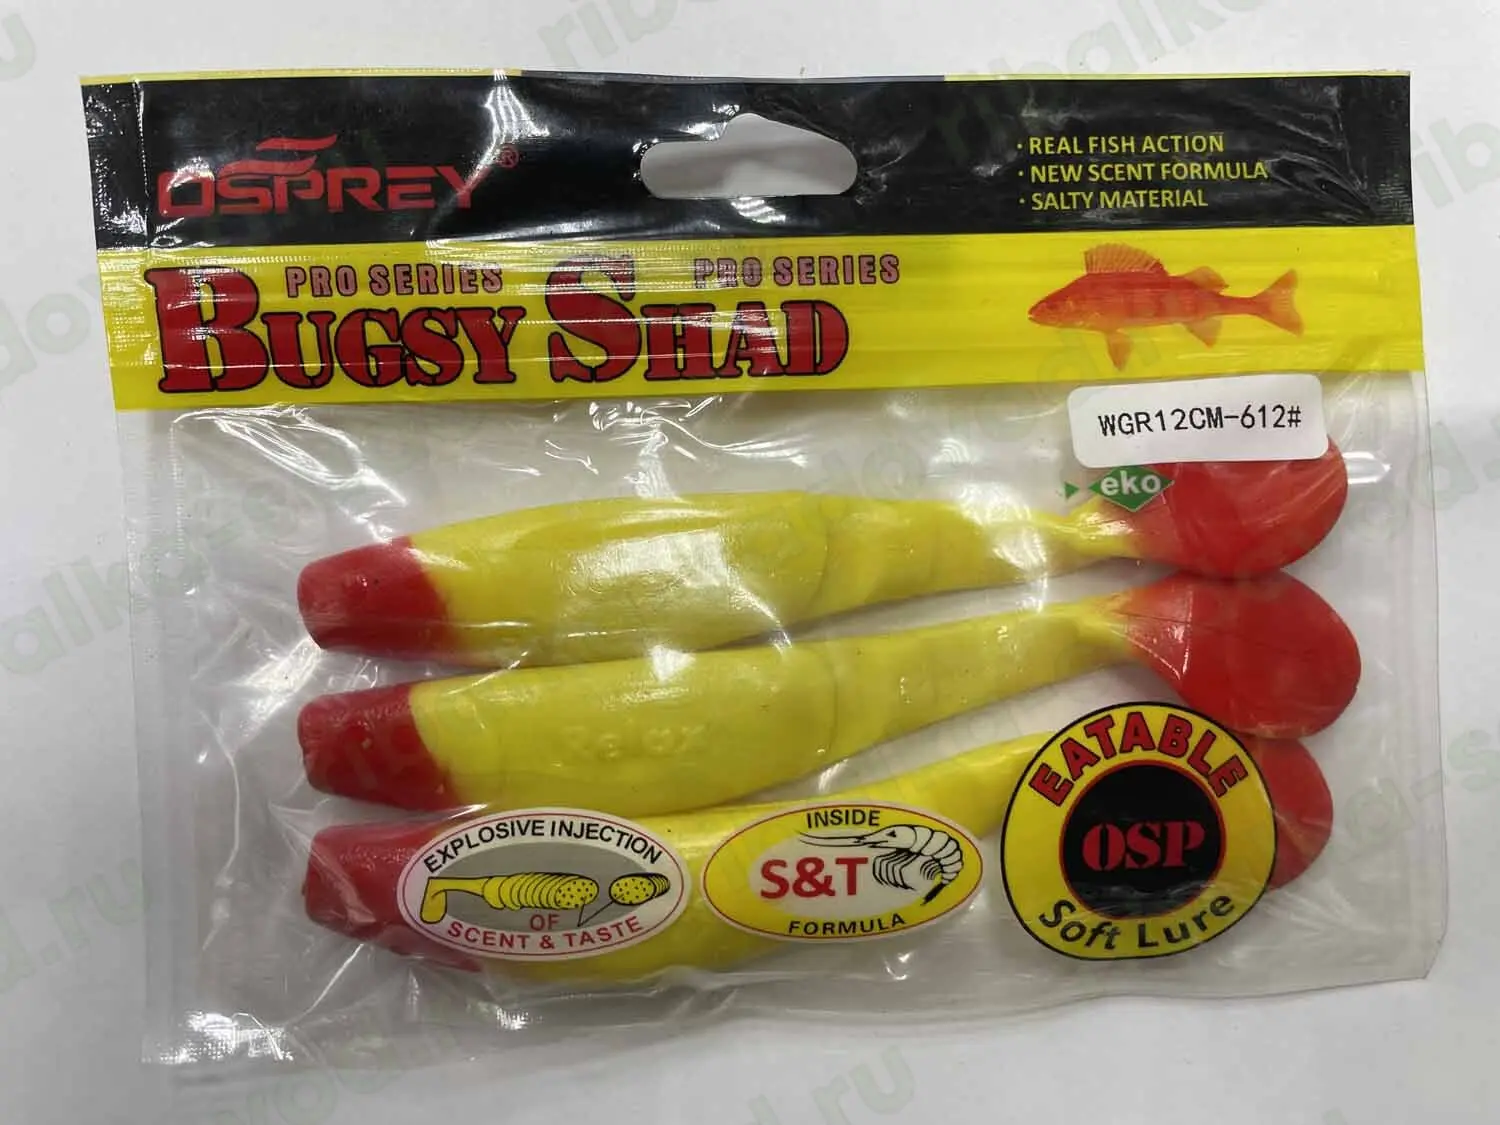 OSPREY®
· REAL FISH ACTION
· NEW SCENT FORMULA
· SALTY MATERIAL
PRO SERIES PRO SERIES
BUGSY SHAD
WGR12CM-612#
eko
Relax
EATABLE
OSP
Soft Lure
EXPLOSIVE INJECTION
OF
SCENT & TASTE
INSIDE
S&T
FORMULA